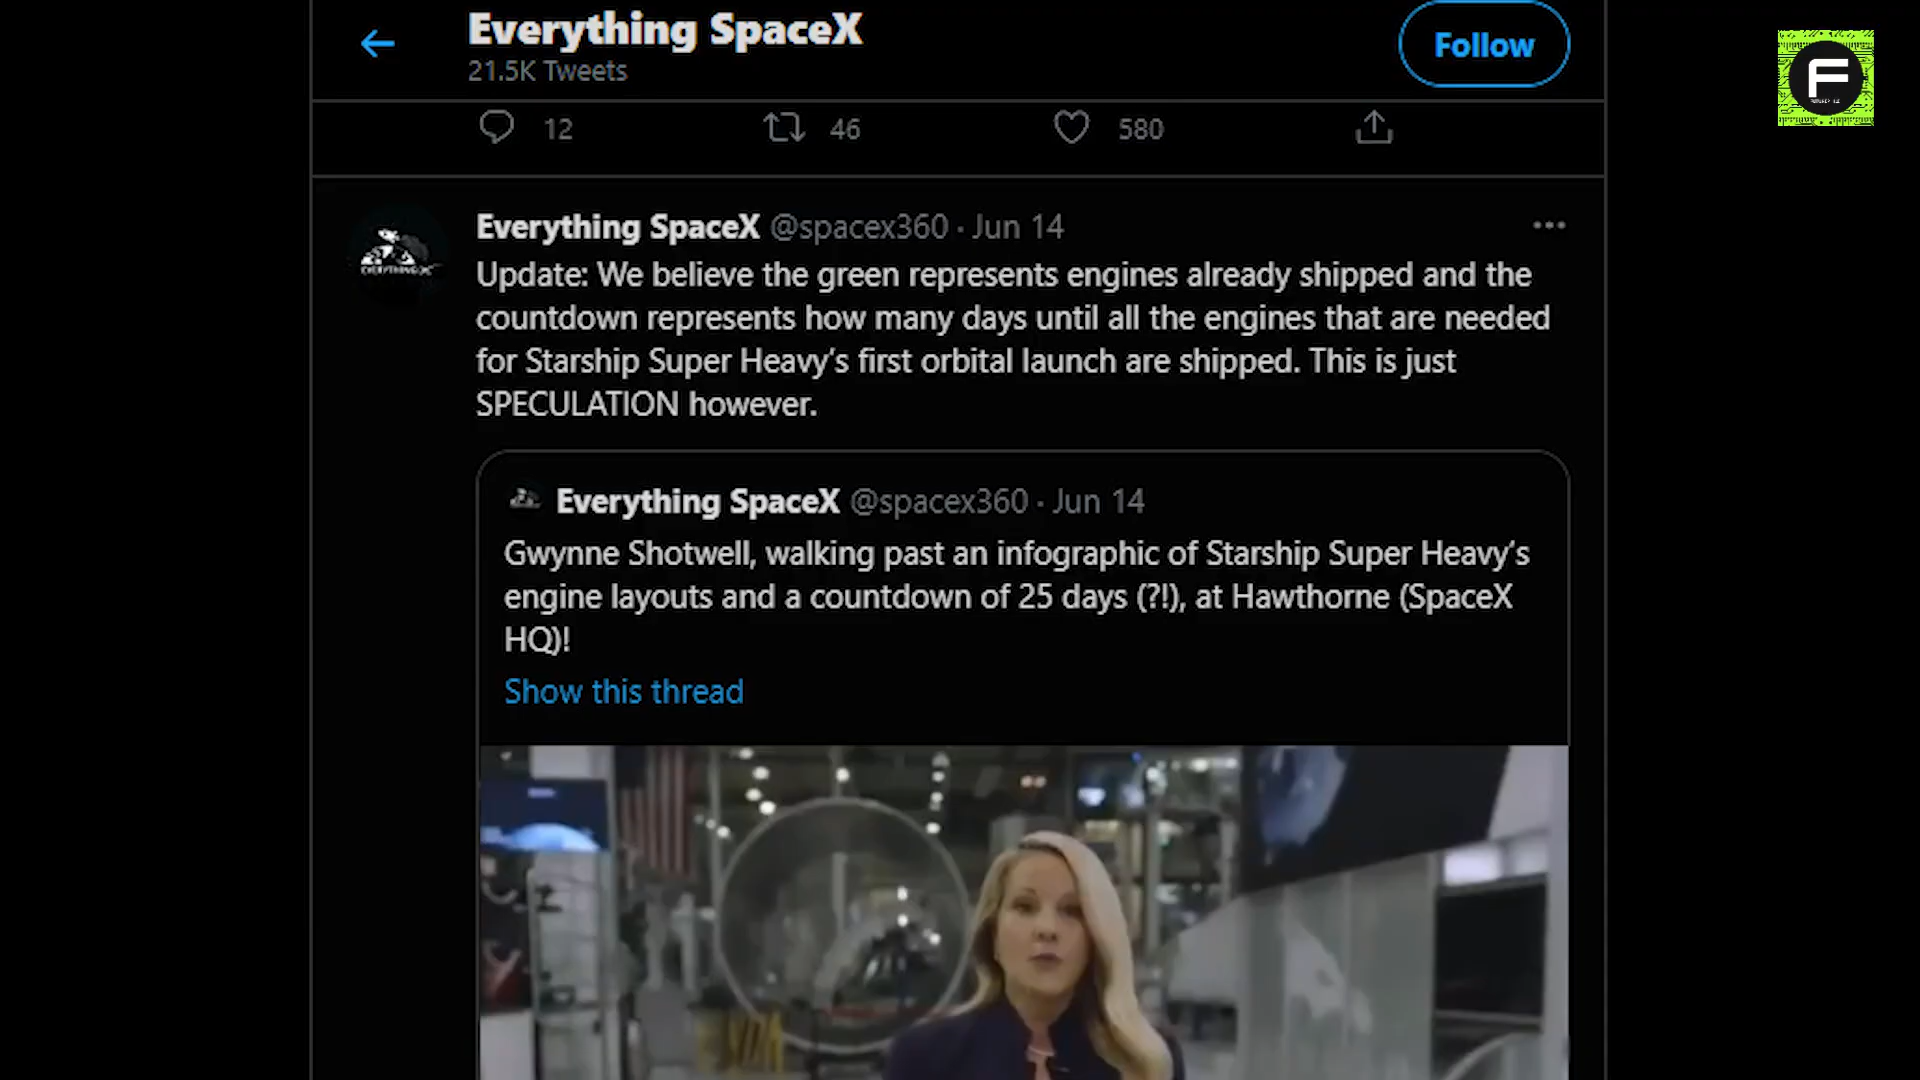 Everything SpaceX
21.5K Tweets
Follow
12
46
580
Everything SpaceX @spacex360 · Jun 14
Update: We believe the green represents engines already shipped and the
countdown represents how many days until all the engines that are needed
for Starship Super Heavy’s first orbital launch are shipped. This is just
SPECULATION however.
Everything SpaceX @spacex360 · Jun 14
Gwynne Shotwell, walking past an infographic of Starship Super Heavy’s
engine layouts and a countdown of 25 days (?!), at Hawthorne (SpaceX
HQ)!
Show this thread
F